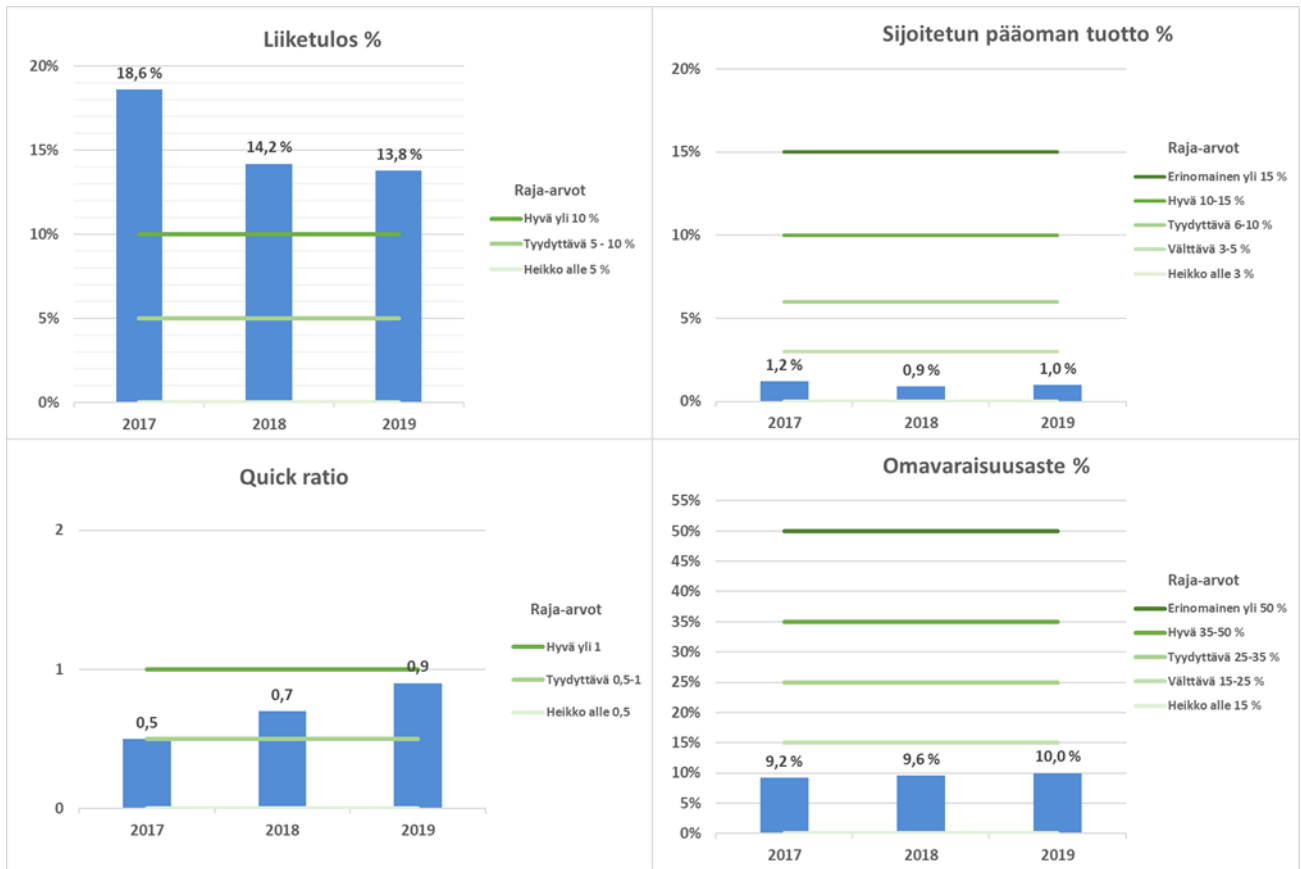 Liiketulos %
20%
15%
10%
5%
0%
18,6 %
14,2 %
13,8 %
2017
2018
2019
Raja-arvot
Hyvä yli 10 %
Tyydyttävä 5 - 10 %
Heikko alle 5 %
Sijoitetun pääoman tuotto %
20%
15%
10%
5%
0%
1,2 %
0,9 %
1,0 %
2017
2018
2019
Raja-arvot
Erinomainen yli 15 %
Hyvä 10-15 %
Tyydyttävä 6-10 %
Välttävä 3-5 %
Heikko alle 3 %
Quick ratio
2
1
0
0,5
0,7
0,9
2017
2018
2019
Raja-arvot
Hyvä yli 1
Tyydyttävä 0,5-1
Heikko alle 0,5
Omavaraisuusaste %
55%
50%
45%
40%
35%
30%
25%
20%
15%
10%
5%
0%
9,2 %
9,6 %
10,0 %
2017
2018
2019
Raja-arvot
Erinomainen yli 50 %
Hyvä 35-50 %
Tyydyttävä 25-35 %
Välttävä 15-25 %
Heikko alle 15 %